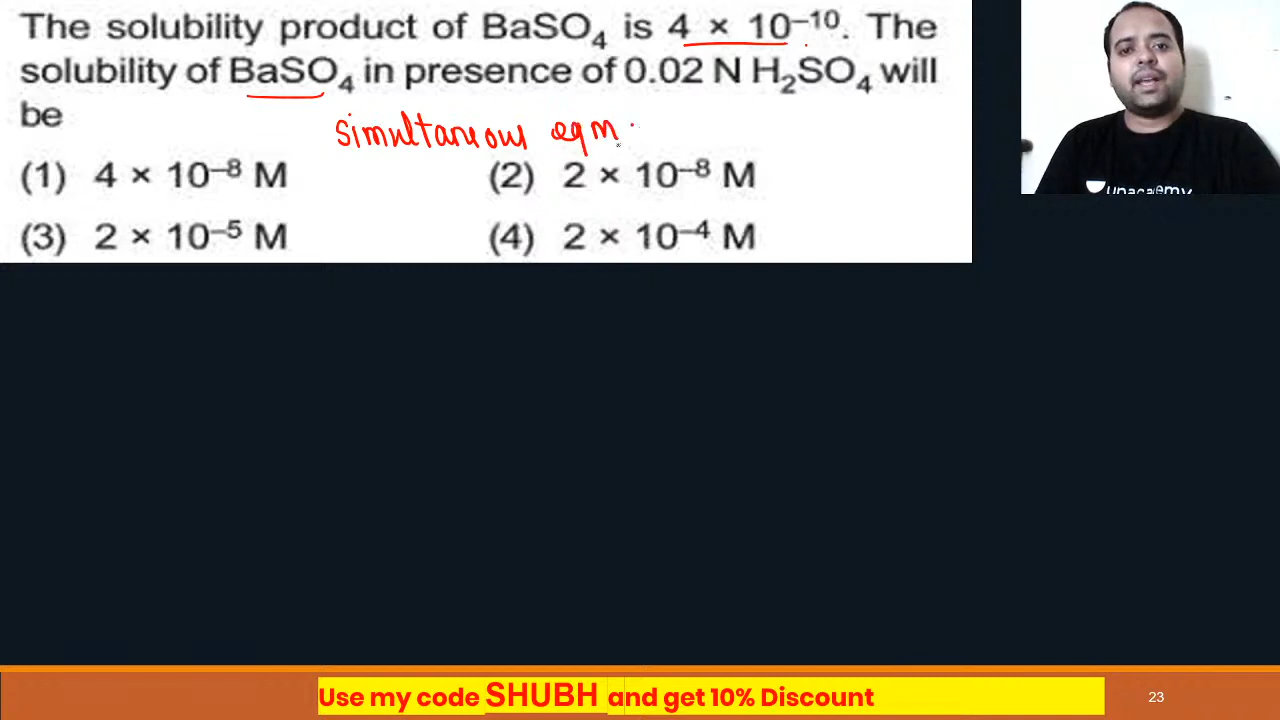 The solubility product of BaSO₄ is 4 × 10⁻¹⁰. The
solubility of BaSO₄ in presence of 0.02 N H₂SO₄ will
be
simultaneous eqm.
(1) 4 × 10⁻⁸ M (2) 2 × 10⁻⁸ M
(3) 2 × 10⁻⁵ M (4) 2 × 10⁻⁴ M
unacademy
Use my code SHUBH and get 10% Discount
23